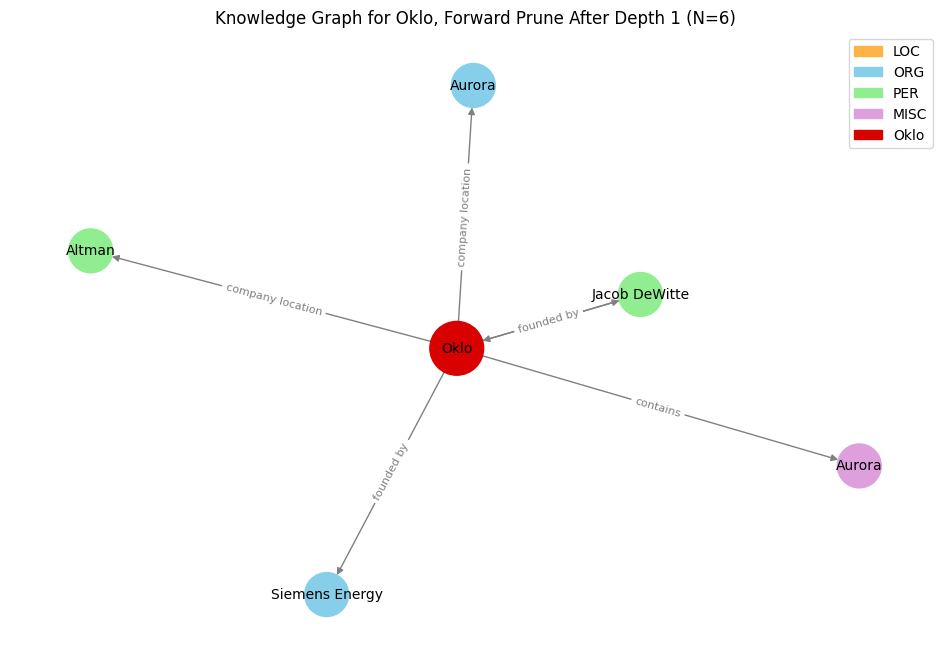 Knowledge Graph for Oklo, Forward Prune After Depth 1 (N=6)
LOC
ORG
PER
MISC
Oklo
Aurora
company location
Altman
company location
Jacob DeWitte
founded by
Oklo
contains
Aurora
founded by
Siemens Energy